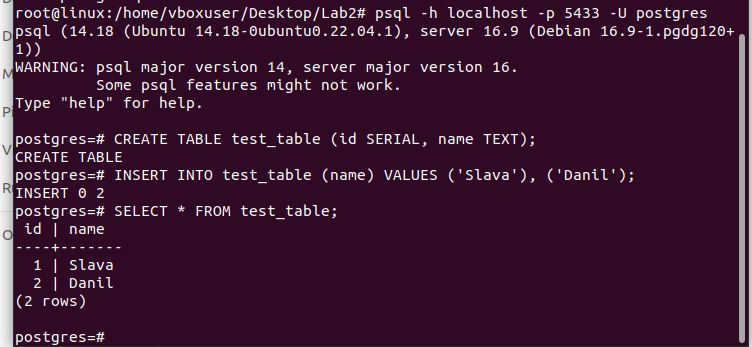 root@linux:/home/vboxuser/Desktop/Lab2# psql -h localhost -p 5433 -U postgres
psql (14.18 (Ubuntu 14.18-0ubuntu0.22.04.1), server 16.9 (Debian 16.9-1.pgdg120+
1))
WARNING: psql major version 14, server major version 16.
         Some psql features might not work.
Type "help" for help.

postgres=# CREATE TABLE test_table (id SERIAL, name TEXT);
CREATE TABLE
postgres=# INSERT INTO test_table (name) VALUES ('Slava'), ('Danil');
INSERT 0 2
postgres=# SELECT * FROM test_table;
 id | name
----+-------
  1 | Slava
  2 | Danil
(2 rows)

postgres=#